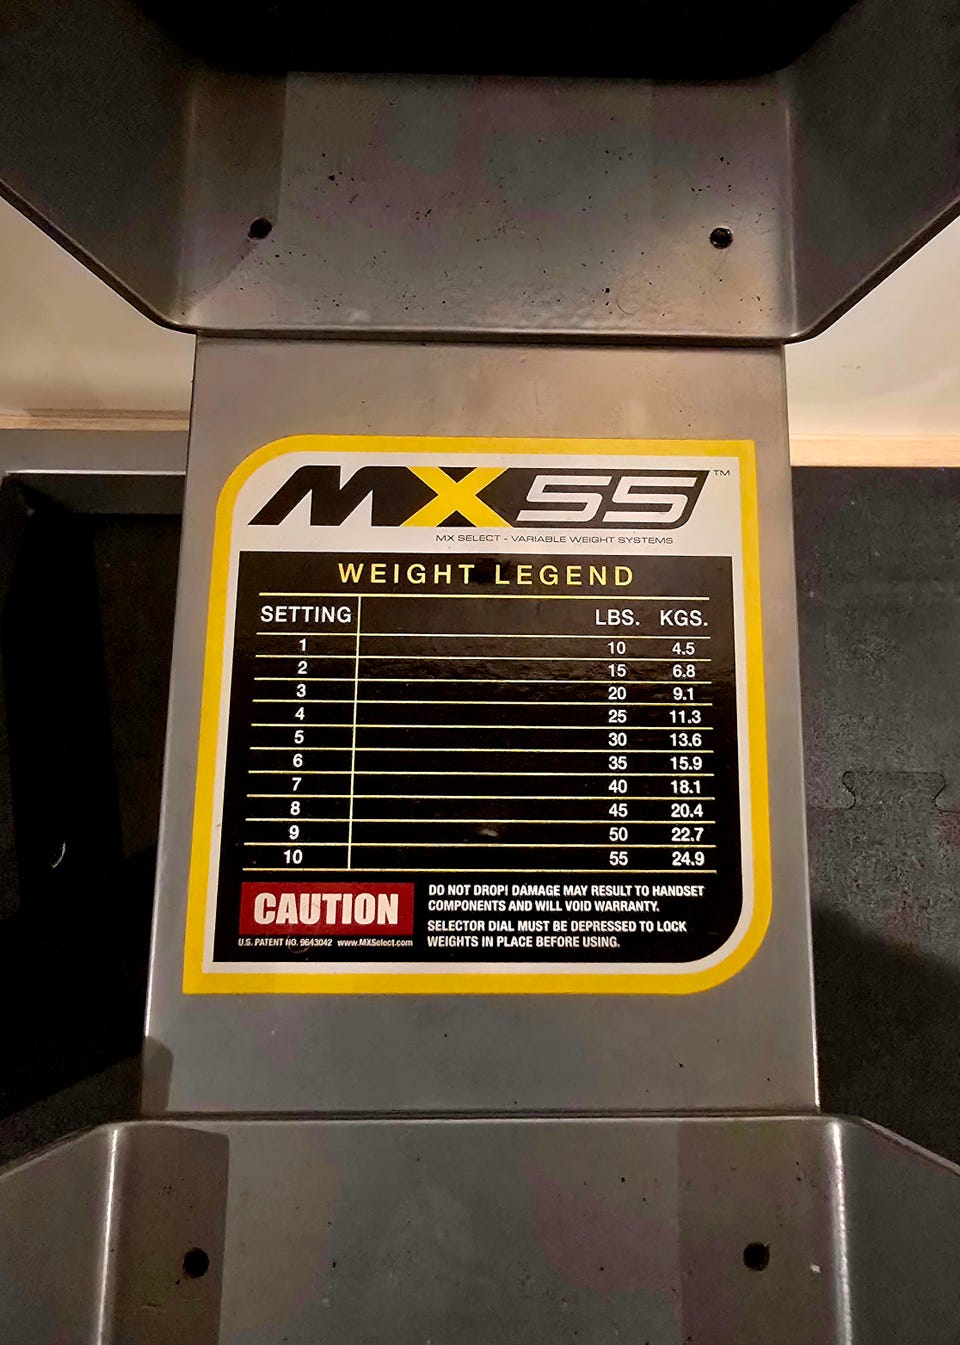 MX55™
MX SELECT - VARIABLE WEIGHT SYSTEMS
WEIGHT LEGEND
SETTING LBS. KGS.
1 10 4.5
2 15 6.8
3 20 9.1
4 25 11.3
5 30 13.6
6 35 15.9
7 40 18.1
8 45 20.4
9 50 22.7
10 55 24.9
CAUTION
U.S. PATENT NO. 9643042 www.MXSelect.com
DO NOT DROP! DAMAGE MAY RESULT TO HANDSET
COMPONENTS AND WILL VOID WARRANTY.
SELECTOR DIAL MUST BE DEPRESSED TO LOCK
WEIGHTS IN PLACE BEFORE USING.